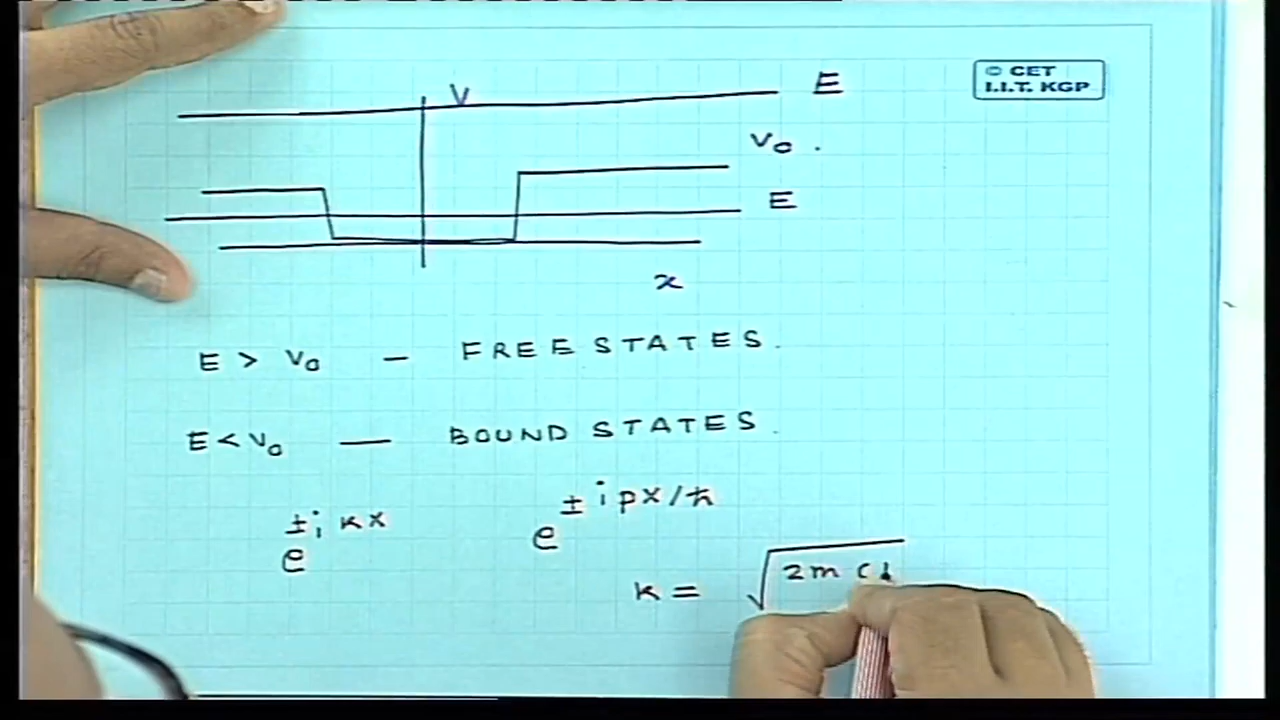 V
E
© CET
I.I.T. KGP
V₀ .
E
x
E > V₀ — FREE STATES.
E < V₀ — BOUND STATES.
e^{±ikx} e^{±ipx/ħ}
k = √2m (